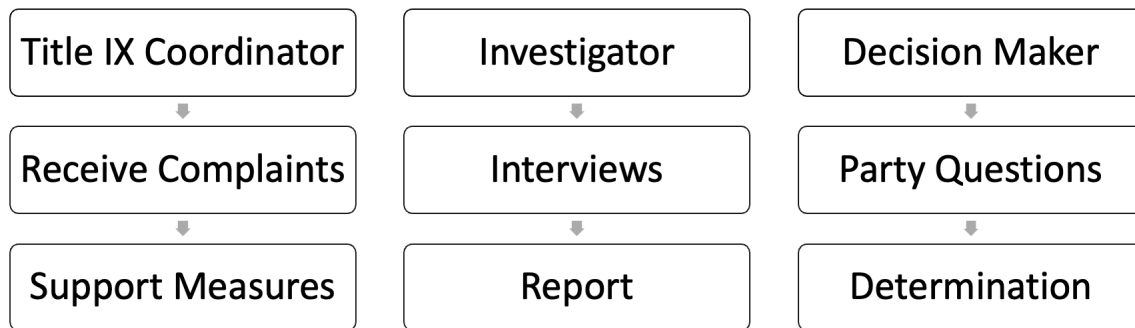 Title IX Coordinator
Receive Complaints
Support Measures
Investigator
Interviews
Report
Decision Maker
Party Questions
Determination